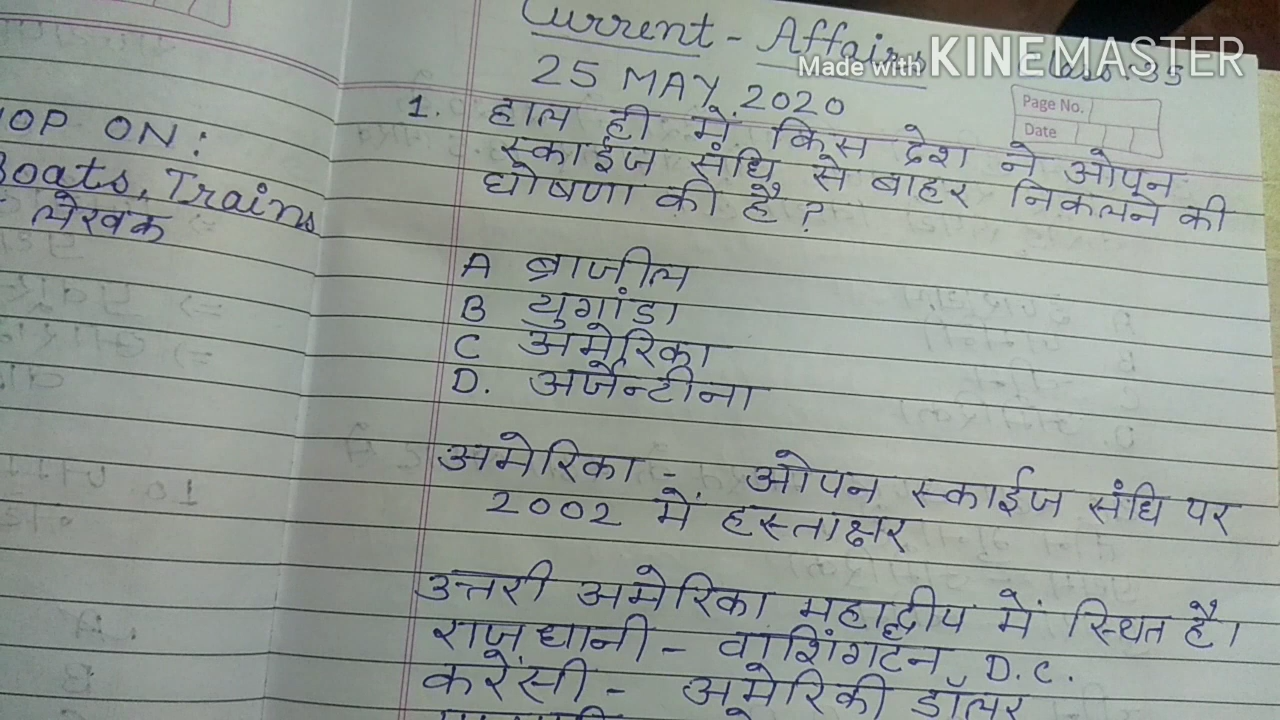 Current - Affairs
Made with KINEMASTER
25 MAY, 2020
Page No.
Date
1. हाल ही में किस देश ने ओपन
स्काईज संधि से बाहर निकलने की
घोषणा की है ?
A ब्राजील
B युगांडा
C अमेरिका
D. अर्जेन्टीना
अमेरिका - ओपन स्काईज संधि पर
2002 में हस्ताक्षर
उत्तरी अमेरिका महाद्वीप में स्थित है।
राजधानी - वाशिंगटन D.C.
करेंसी - अमेरिकी डॉलर
OP ON:
Boats, Trains
लेखक